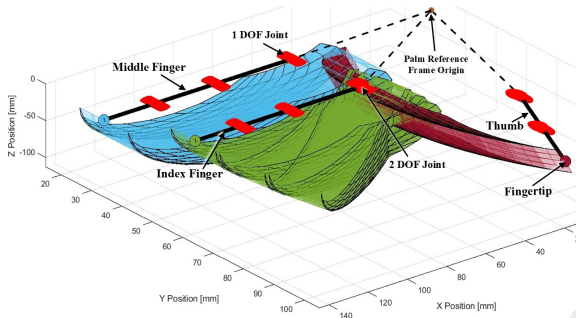 1 DOF Joint
Palm Reference
Frame Origin
Middle Finger
Thumb
Index Finger
2 DOF Joint
Fingertip
Z Position [mm]
0
-50
-100
Y Position [mm]
20
30
40
50
60
70
80
90
100
X Position [mm]
140
120
100
80
60
40